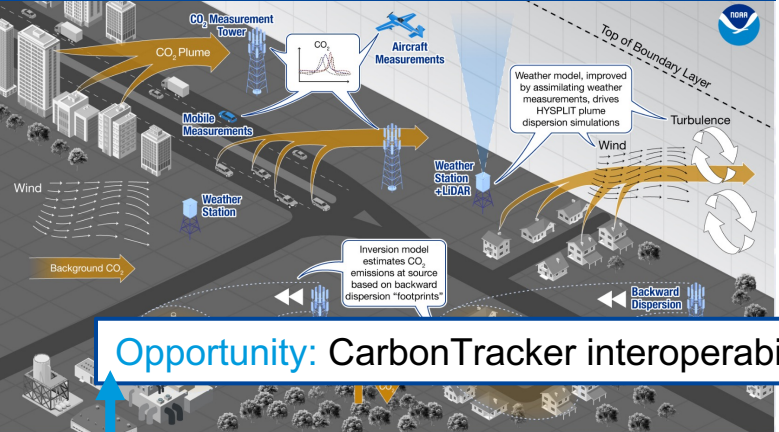 NOAA
CO2 Measurement
Tower
CO2 Plume
CO2
Aircraft
Measurements
Top of Boundary Layer
Weather model, improved
by assimilating weather
measurements, drives
HYSPLIT plume
dispersion simulations
Turbulence
Mobile
Measurements
Wind
Weather
Station
+LiDAR
Wind
Weather
Station
Background CO2
Inversion model
estimates CO2
emissions at source
based on backward
dispersion “footprints”
Backward
Dispersion
Opportunity: CarbonTracker interoperabi